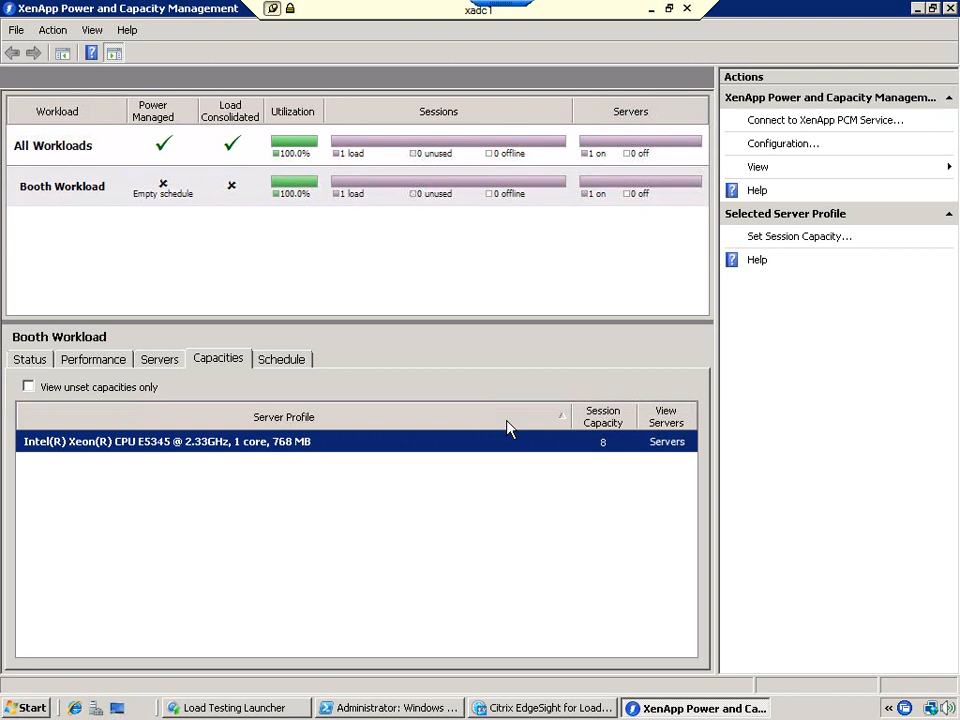 XenApp Power and Capacity Management
xadc1
File Action View Help
Workload
Power Managed
Load Consolidated
Utilization
Sessions
Servers
All Workloads
100.0%
1 load
0 unused
0 offline
1 on
0 off
Booth Workload
Empty schedule
100.0%
1 load
0 unused
0 offline
1 on
0 off
Booth Workload
Status
Performance
Servers
Capacities
Schedule
View unset capacities only
Server Profile
Session Capacity
View Servers
Intel(R) Xeon(R) CPU E5345 @ 2.33GHz, 1 core, 768 MB
8
Servers
Actions
XenApp Power and Capacity Managem...
Connect to XenApp PCM Service...
Configuration...
View
Help
Selected Server Profile
Set Session Capacity...
Help
Start
Load Testing Launcher
Administrator: Windows ...
Citrix EdgeSight for Load...
XenApp Power and Ca...